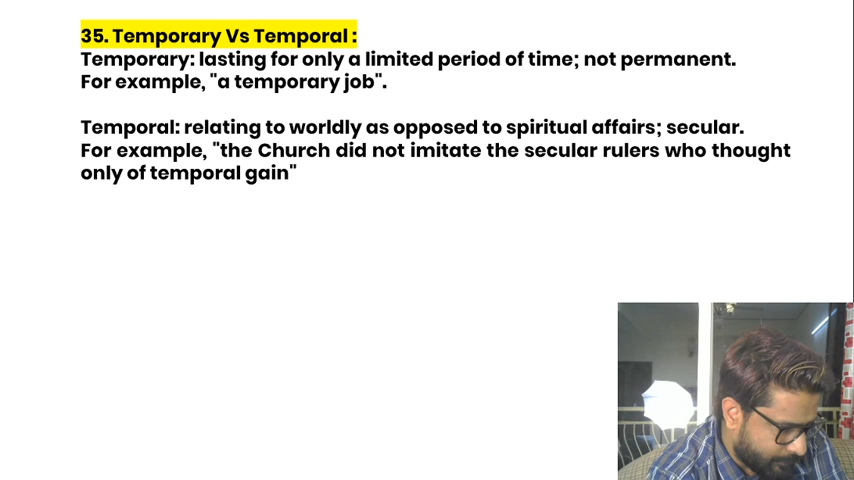 35. Temporary Vs Temporal :
Temporary: lasting for only a limited period of time; not permanent.
For example, "a temporary job".
Temporal: relating to worldly as opposed to spiritual affairs; secular.
For example, "the Church did not imitate the secular rulers who thought
only of temporal gain"